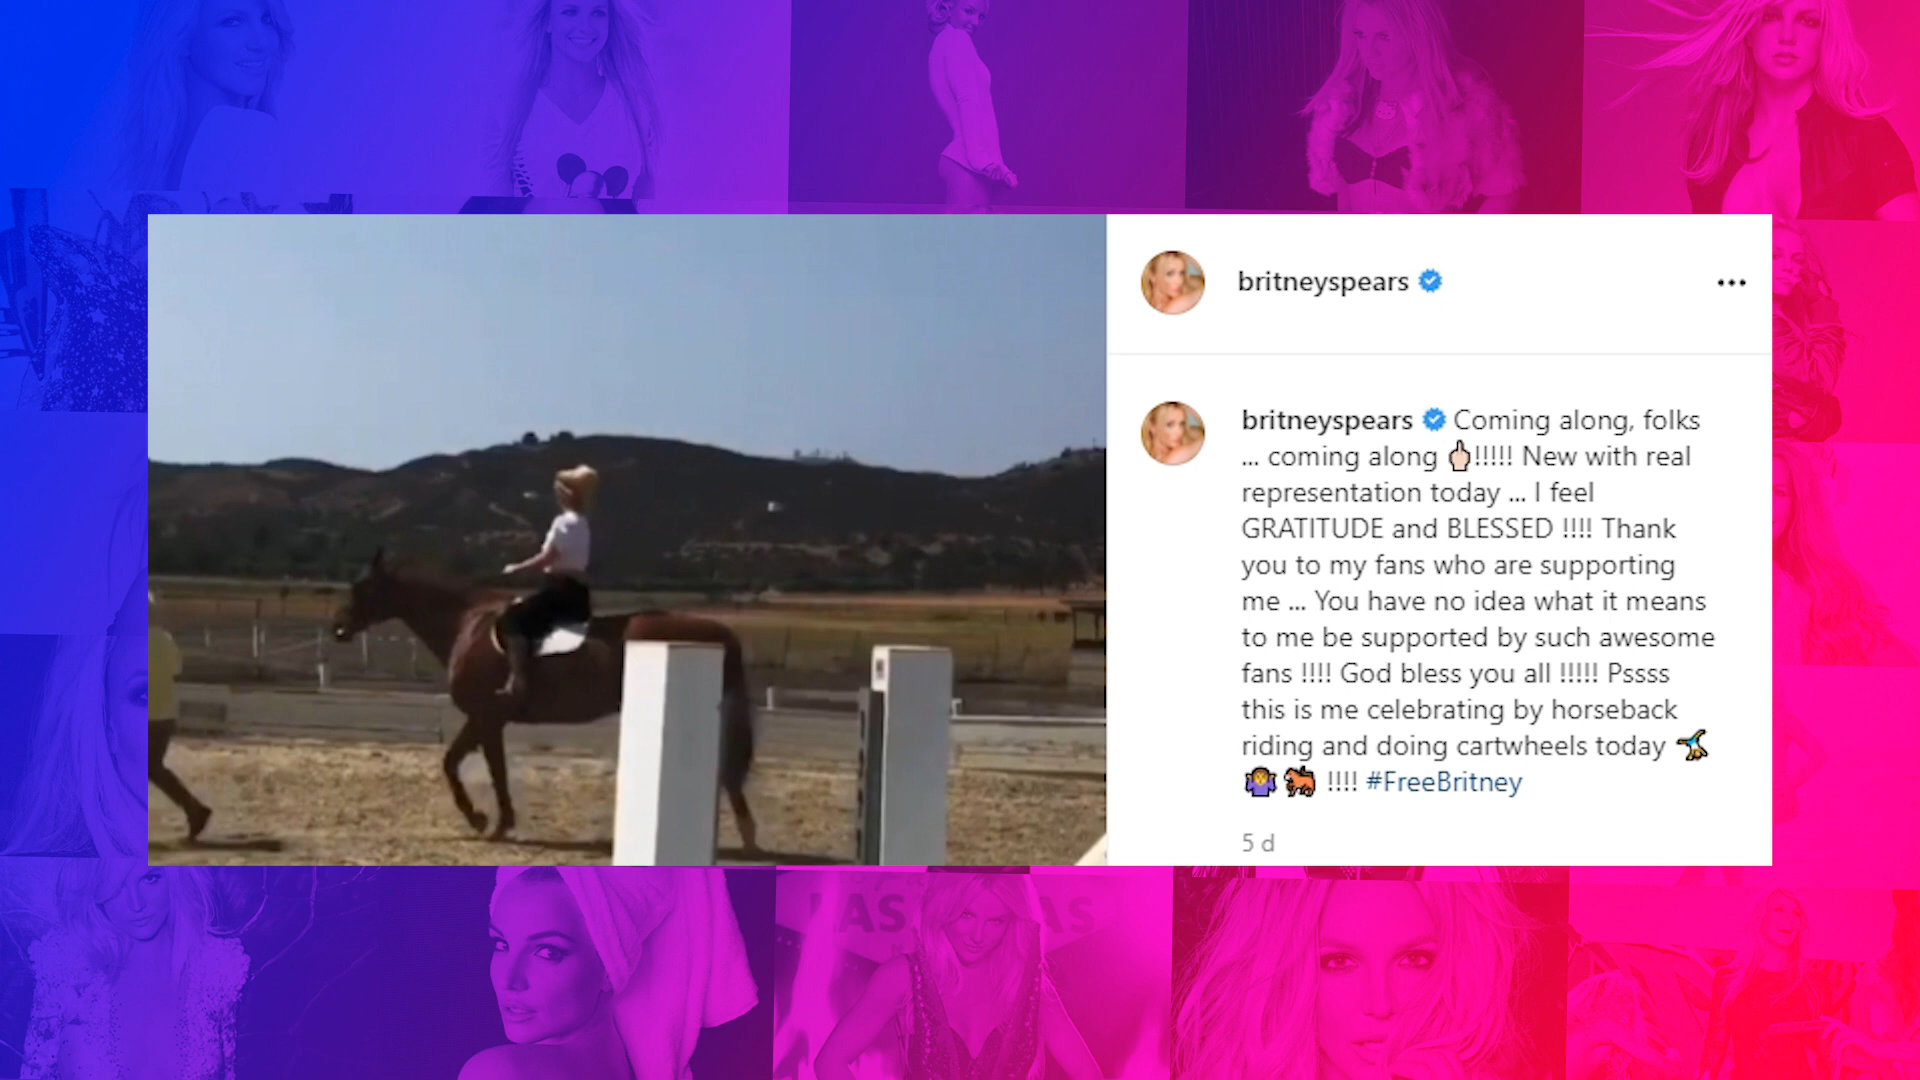 britneyspears
britneyspears Coming along, folks
... coming along 🖕🏻!!!!! New with real
representation today ... I feel
GRATITUDE and BLESSED !!!! Thank
you to my fans who are supporting
me ... You have no idea what it means
to me be supported by such awesome
fans !!!! God bless you all !!!!! Pssss
this is me celebrating by horseback
riding and doing cartwheels today 🤸‍♀️
🤷‍♀️🐎 !!!! #FreeBritney
5 d
AS AS